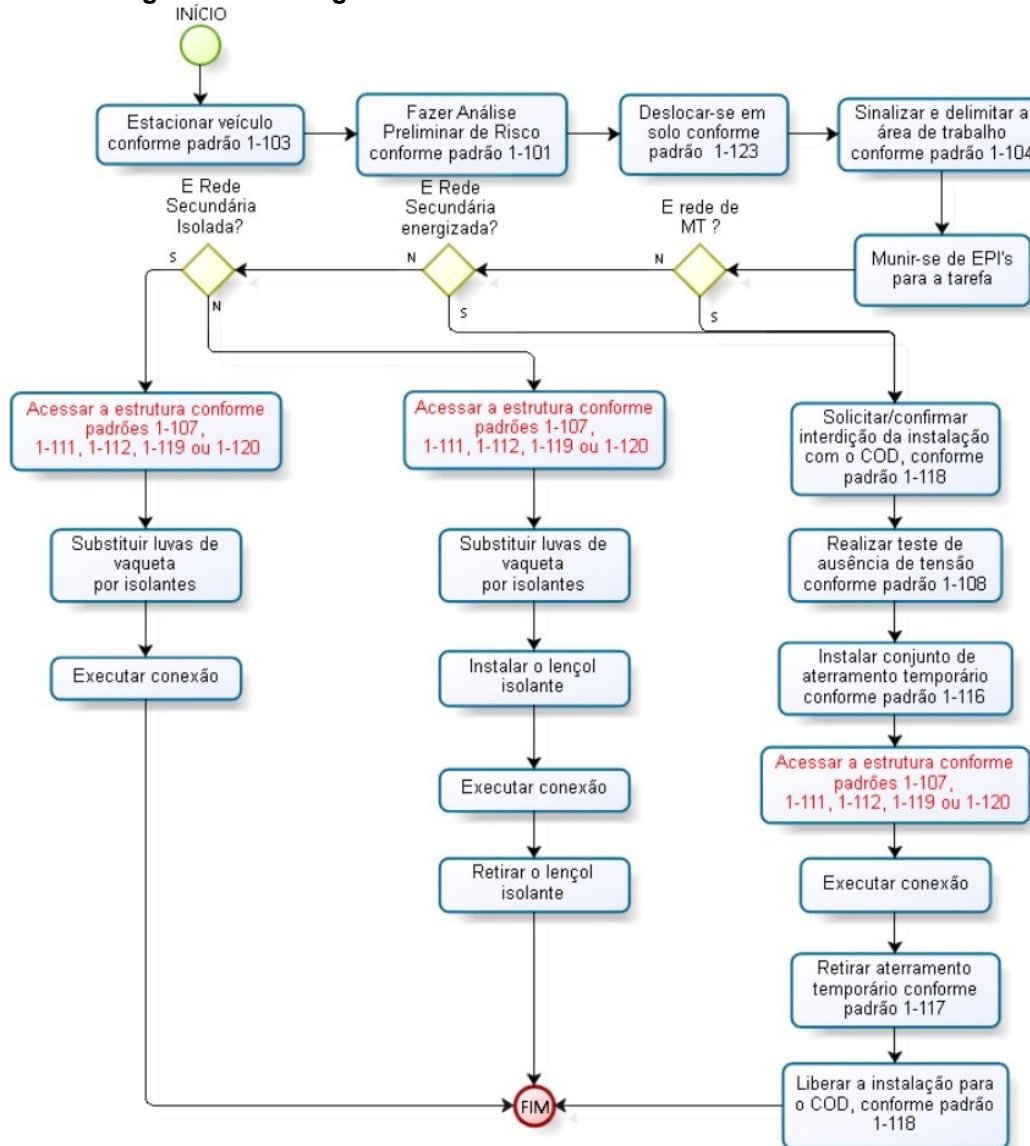 INÍCIO
Estacionar veículo
conforme padrão 1-103
Fazer Análise
Preliminar de Risco
conforme padrão 1-101
Deslocar-se em
solo conforme
padrão 1-123
Sinalizar e delimitar a
área de trabalho
conforme padrão 1-104
Munir-se de EPI's
para a tarefa
E rede de
MT ?
N
S
E Rede
Secundária
energizada?
N
S
E Rede
Secundária
Isolada?
S
N
Acessar a estrutura conforme
padrões 1-107,
1-111, 1-112, 1-119 ou 1-120
Substituir luvas de
vaqueta
por isolantes
Executar conexão
Acessar a estrutura conforme
padrões 1-107,
1-111, 1-112, 1-119 ou 1-120
Substituir luvas de
vaqueta
por isolantes
Instalar o lençol
isolante
Executar conexão
Retirar o lençol
isolante
Solicitar/confirmar
interdição da instalação
com o COD, conforme
padrão 1-118
Realizar teste de
ausência de tensão
conforme padrão 1-108
Instalar conjunto de
aterramento temporário
conforme padrão 1-116
Acessar a estrutura conforme
padrões 1-107,
1-111, 1-112, 1-119 ou 1-120
Executar conexão
Retirar aterramento
temporário conforme
padrão 1-117
Liberar a instalação para
o COD, conforme padrão
1-118
FIM